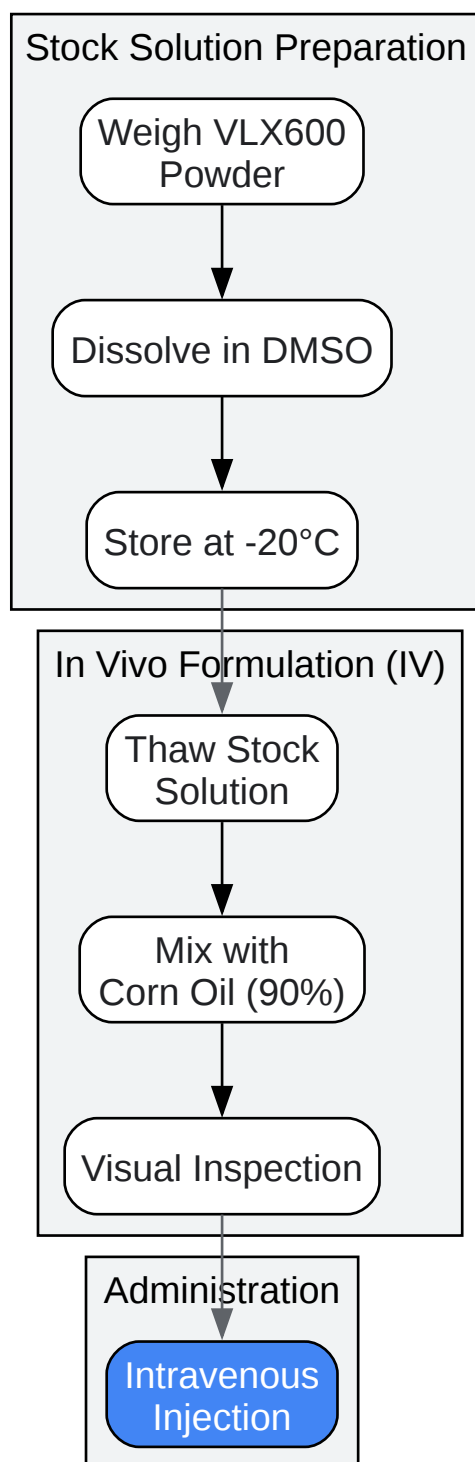 Stock Solution Preparation
Weigh VLX600
Powder
Dissolve in DMSO
Store at -20°C
In Vivo Formulation (IV)
Thaw Stock
Solution
Mix with
Corn Oil (90%)
Visual Inspection
Administration
Intravenous
Injection